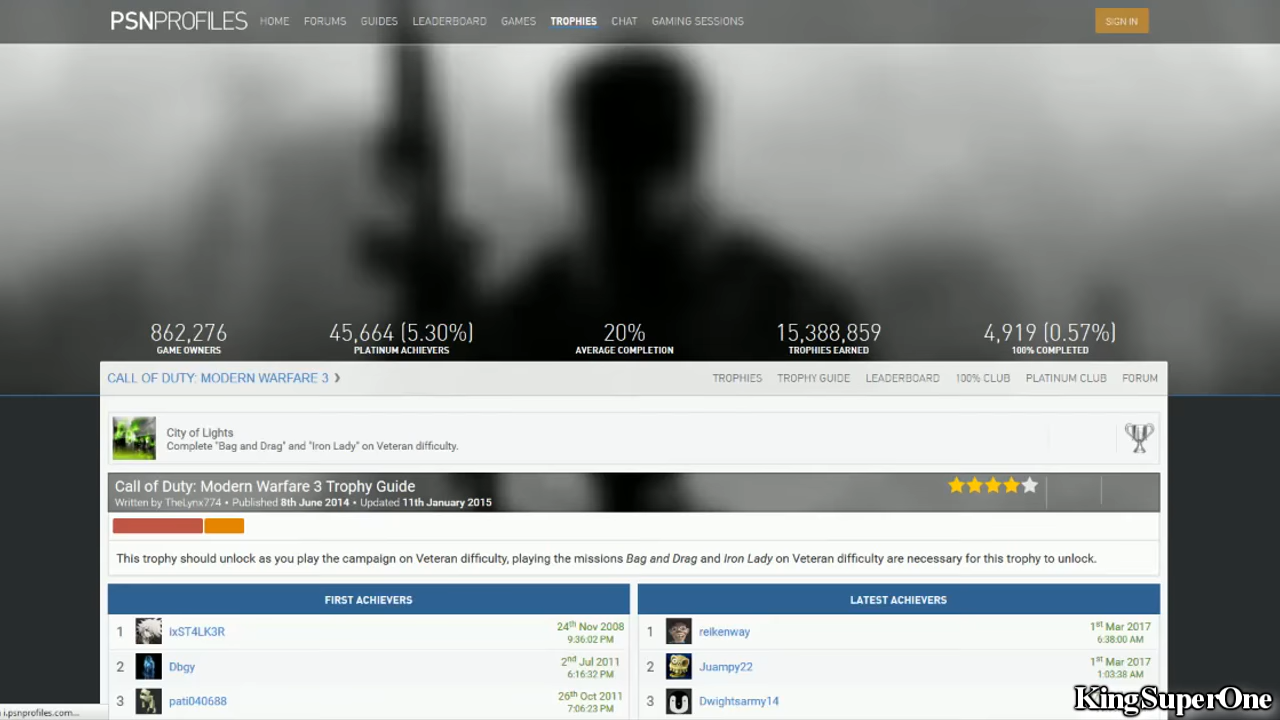 PSNPROFILES HOME FORUMS GUIDES LEADERBOARD GAMES TROPHIES CHAT GAMING SESSIONS SIGN IN
862,276 45,664 (5.30%) 20% 15,388,859 4,919 (0.57%)
GAME OWNERS PLATINUM ACHIEVERS AVERAGE COMPLETION TROPHIES EARNED 100% COMPLETED
CALL OF DUTY: MODERN WARFARE 3 › TROPHIES TROPHY GUIDE LEADERBOARD 100% CLUB PLATINUM CLUB FORUM
City of Lights
Complete "Bag and Drag" and "Iron Lady" on Veteran difficulty.
Call of Duty: Modern Warfare 3 Trophy Guide
Written by TheLynx774 • Published 8th June 2014 • Updated 11th January 2015
This trophy should unlock as you play the campaign on Veteran difficulty, playing the missions Bag and Drag and Iron Lady on Veteran difficulty are necessary for this trophy to unlock.
FIRST ACHIEVERS LATEST ACHIEVERS
1 IxST4LK3R 24th Nov 2008 9:36:02 PM 1 reikenway 1st Mar 2017 6:38:00 AM
2 Dbgy 2nd Jul 2011 6:16:32 PM 2 Juampy22 1st Mar 2017 1:03:38 AM
3 pati040688 26th Oct 2011 7:06:23 PM 3 Dwightsarmy14
i.psnprofiles.com...
KingSuperOne